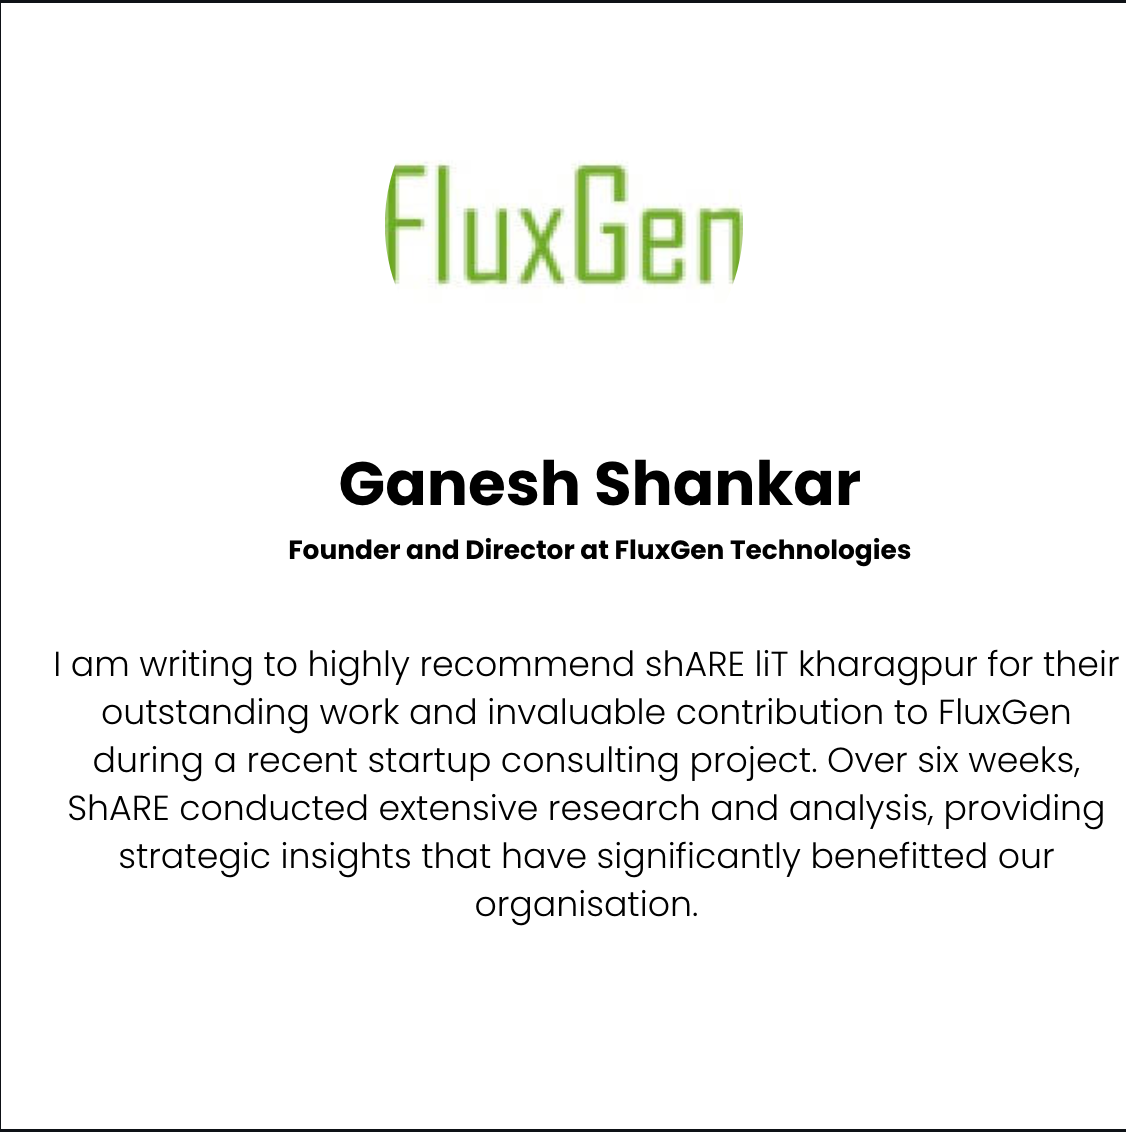 FluxGen
Ganesh Shankar
Founder and Director at FluxGen Technologies
I am writing to highly recommend shARE liT kharagpur for their
outstanding work and invaluable contribution to FluxGen
during a recent startup consulting project. Over six weeks,
ShARE conducted extensive research and analysis, providing
strategic insights that have significantly benefitted our
organisation.